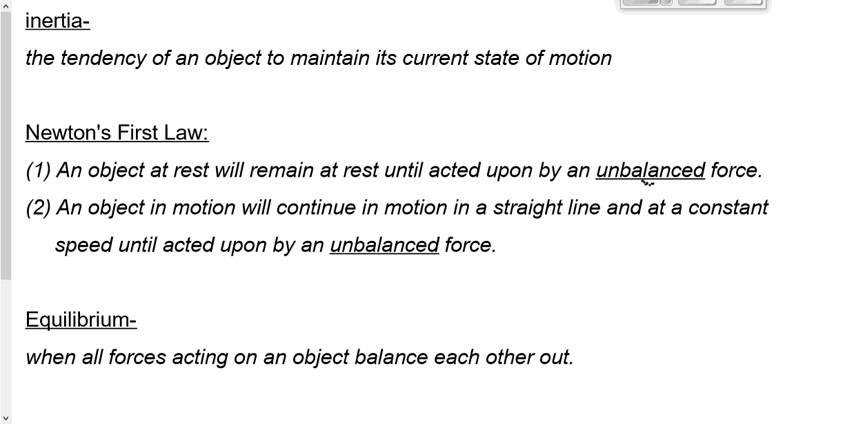 inertia-
the tendency of an object to maintain its current state of motion
Newton's First Law:
(1) An object at rest will remain at rest until acted upon by an unbalanced force.
(2) An object in motion will continue in motion in a straight line and at a constant
speed until acted upon by an unbalanced force.
Equilibrium-
when all forces acting on an object balance each other out.